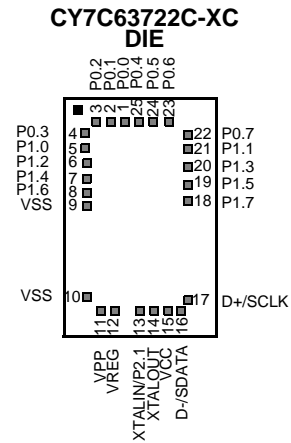 CY7C63722C-XC
DIE
P0.2
P0.1
P0.0
P0.4
P0.5
P0.6
3
2
1
25
24
23
P0.3 4
22 P0.7
P1.0 5
21 P1.1
P1.2 6
20 P1.3
P1.4 7
19 P1.5
P1.6 8
18 P1.7
VSS 9
VSS 10
17 D+/SCLK
11
12
13
14
15
16
VPP
VREG
XTALIN/P2.1
XTALOUT
VCC
D-/SDATA